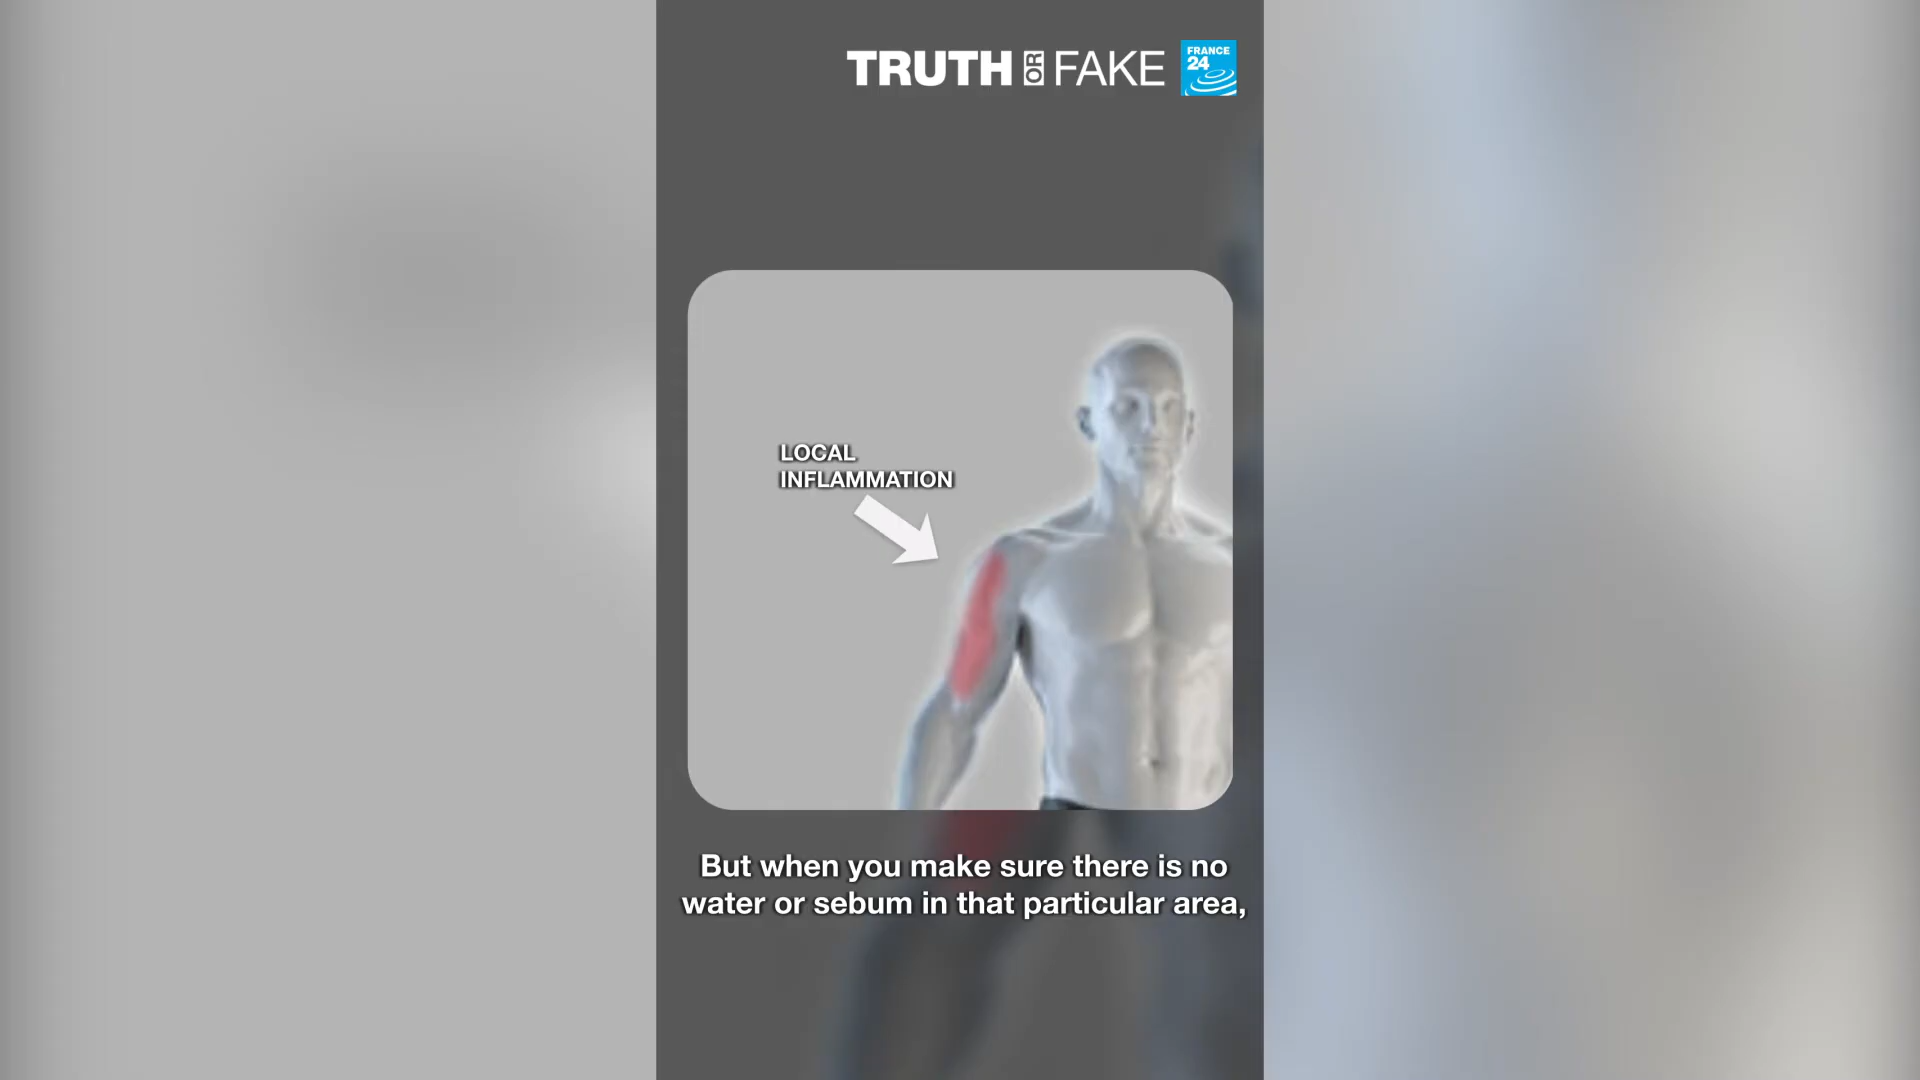 TRUTH OR FAKE
FRANCE
24
LOCAL
INFLAMMATION
But when you make sure there is no
water or sebum in that particular area,